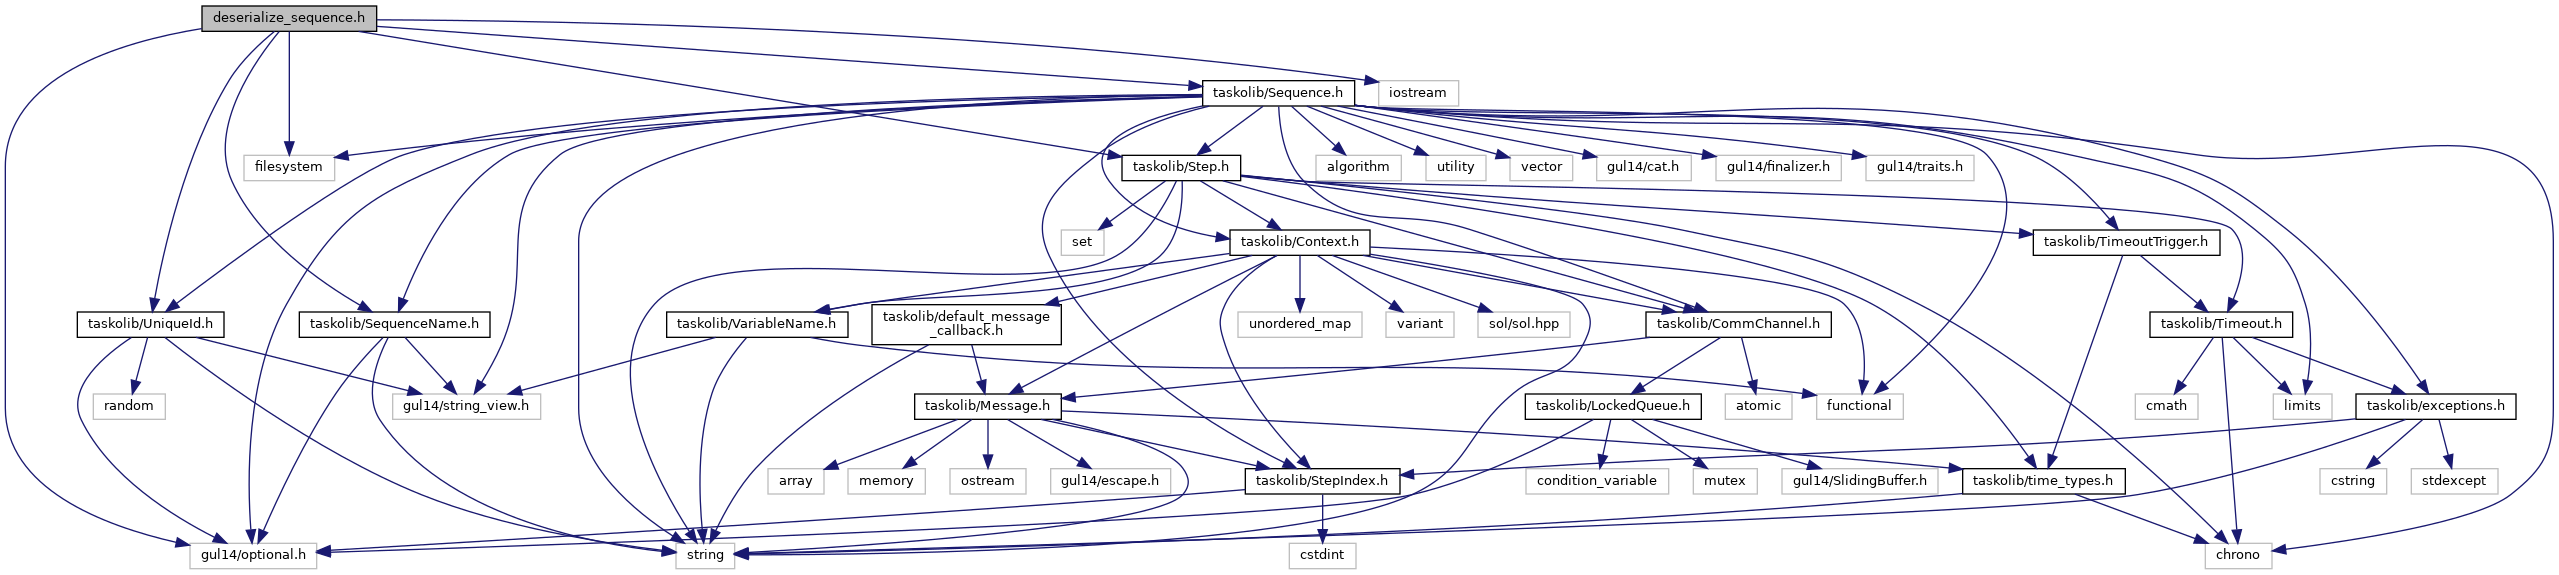 deserialize_sequence.h
taskolib/Sequence.h
iostream
filesystem
taskolib/Step.h
algorithm
utility
vector
gul14/cat.h
gul14/finalizer.h
gul14/traits.h
set
taskolib/Context.h
taskolib/TimeoutTrigger.h
taskolib/UniqueId.h
taskolib/SequenceName.h
taskolib/VariableName.h
taskolib/default_message
_callback.h
unordered_map
variant
sol/sol.hpp
taskolib/CommChannel.h
taskolib/Timeout.h
random
gul14/string_view.h
taskolib/Message.h
taskolib/LockedQueue.h
atomic
functional
cmath
limits
taskolib/exceptions.h
array
memory
ostream
gul14/escape.h
taskolib/StepIndex.h
condition_variable
mutex
gul14/SlidingBuffer.h
taskolib/time_types.h
cstring
stdexcept
gul14/optional.h
string
cstdint
chrono